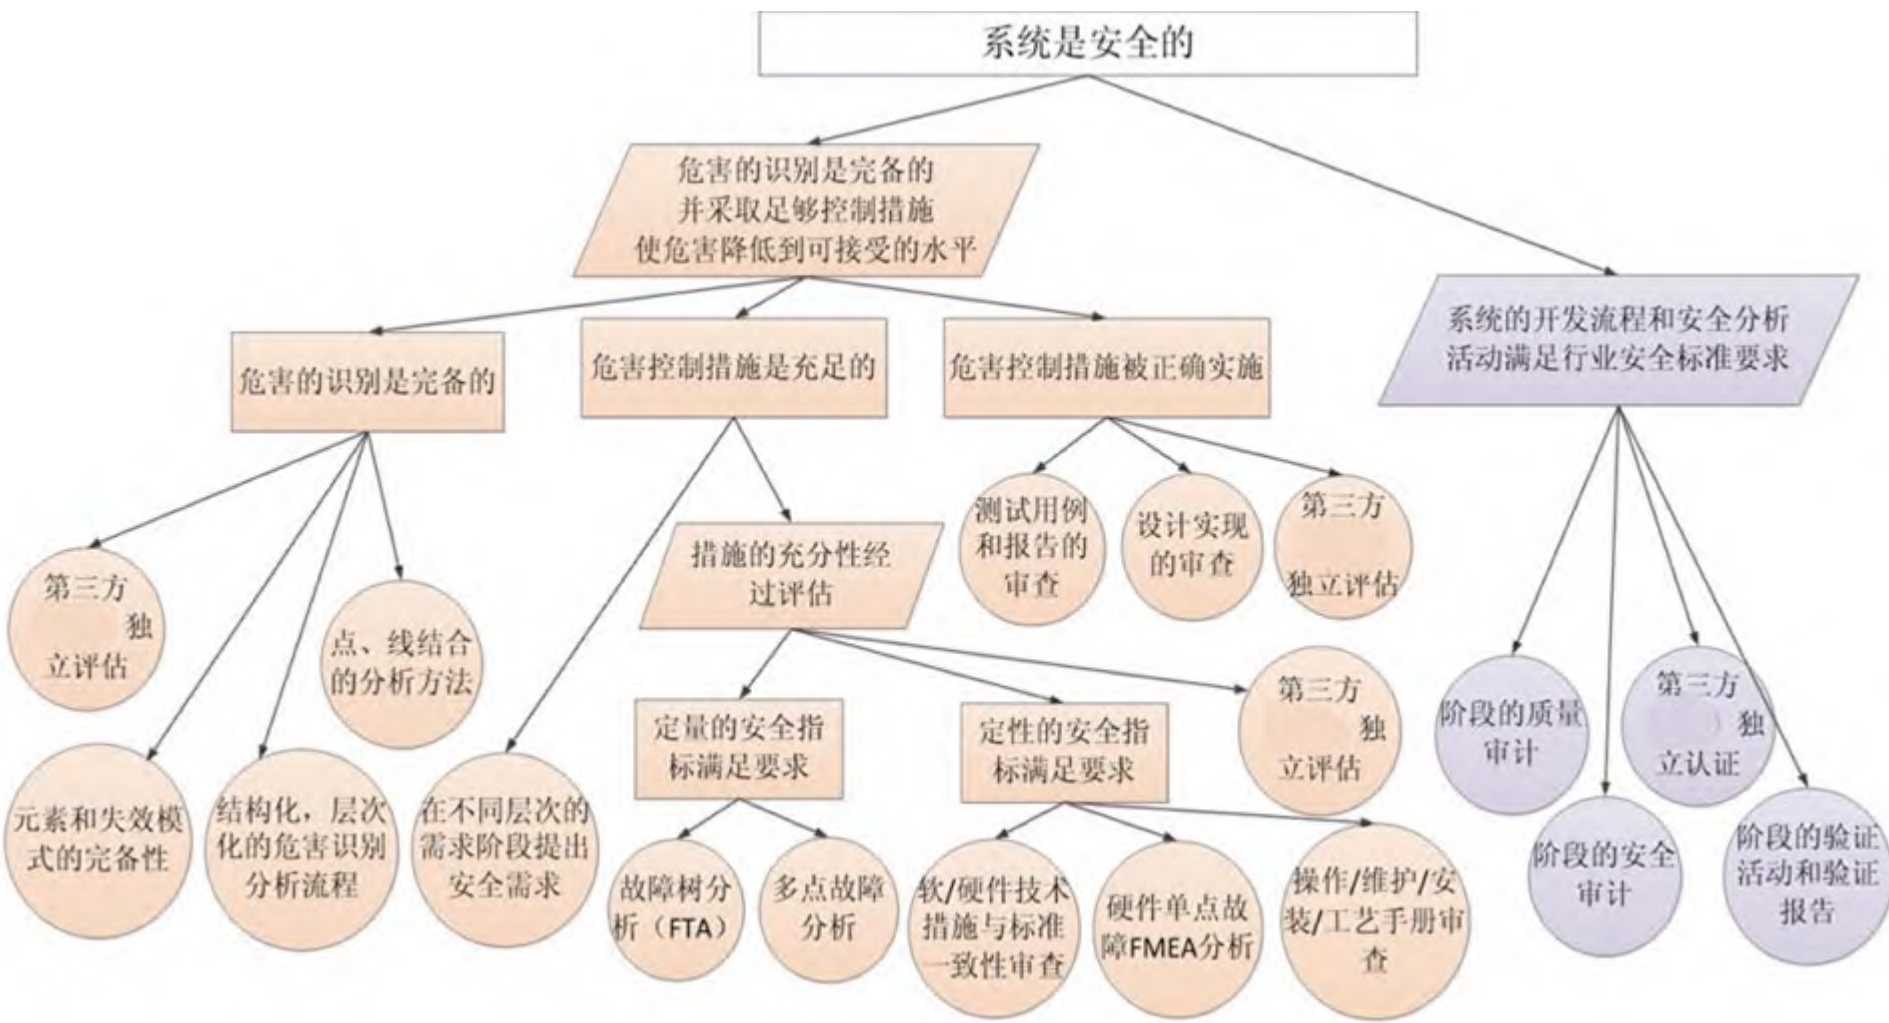 系统是安全的
危害的识别是完备的
并采取足够控制措施
使危害降低到可接受的水平
系统的开发流程和安全分析
活动满足行业安全标准要求
危害的识别是完备的
危害控制措施是充足的
危害控制措施被正确实施
第三方
独
立评估
元素和失效模
式的完备性
结构化，层次
化的危害识别
分析流程
点、线结合
的分析方法
在不同层次的
需求阶段提出
安全需求
措施的充分性经
过评估
测试用例
和报告的
审查
设计实现
的审查
第三方
独立评估
定量的安全指
标满足要求
定性的安全指
标满足要求
第三方
独
立评估
故障树分
析（FTA）
多点故障
分析
软/硬件技术
措施与标准
一致性审查
硬件单点故
障FMEA分析
操作/维护/安
装/工艺手册审
查
阶段的质量
审计
阶段的安全
审计
第三方
独
立认证
阶段的验证
活动和验证
报告